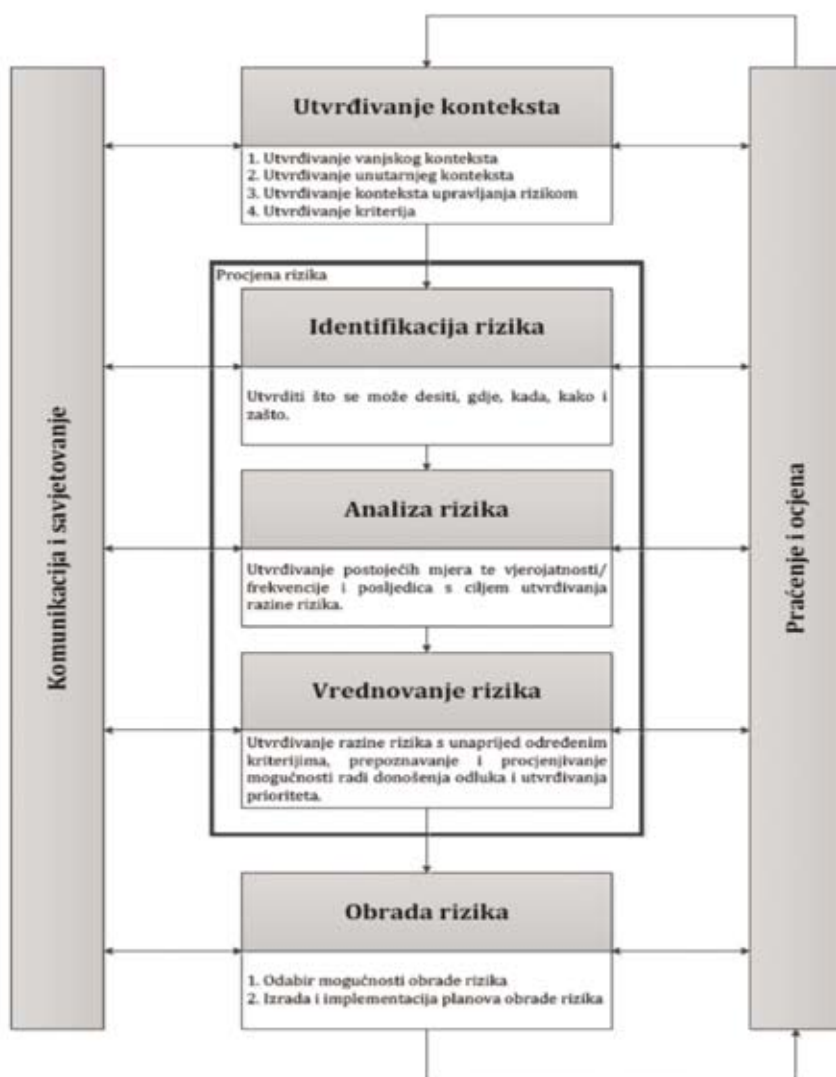 Utvrđivanje konteksta
1. Utvrđivanje vanjskog konteksta
2. Utvrđivanje unutarnjeg konteksta
3. Utvrđivanje konteksta upravljanja rizikom
4. Utvrđivanje kriterija
Procjena rizika
Identifikacija rizika
Utvrditi što se može desiti, gdje, kada, kako i
zašto.
Analiza rizika
Utvrđivanje postojećih mjera te vjerojatnosti/
frekvencije i posljedica s ciljem utvrđivanja
razine rizika.
Vrednovanje rizika
Utvrđivanje razine rizika s unaprijed određenim
kriterijima, prepoznavanje i procjenjivanje
mogućnosti radi donošenja odluka i utvrđivanja
prioriteta.
Obrada rizika
1. Odabir mogućnosti obrade rizika
2. Izrada i implementacija planova obrade rizika
Komunikacija i savjetovanje
Praćenje i ocjena